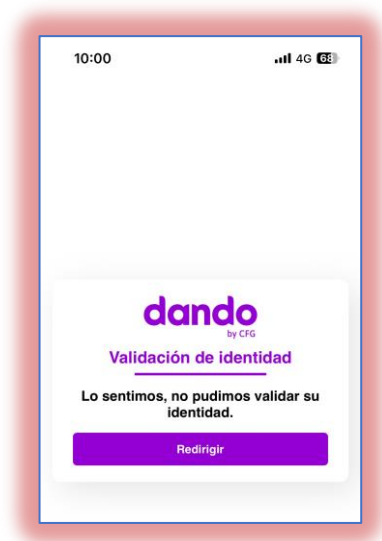 10:00 4G 68
dando
by CFG
Validación de identidad
Lo sentimos, no pudimos validar su
identidad.
Redirigir